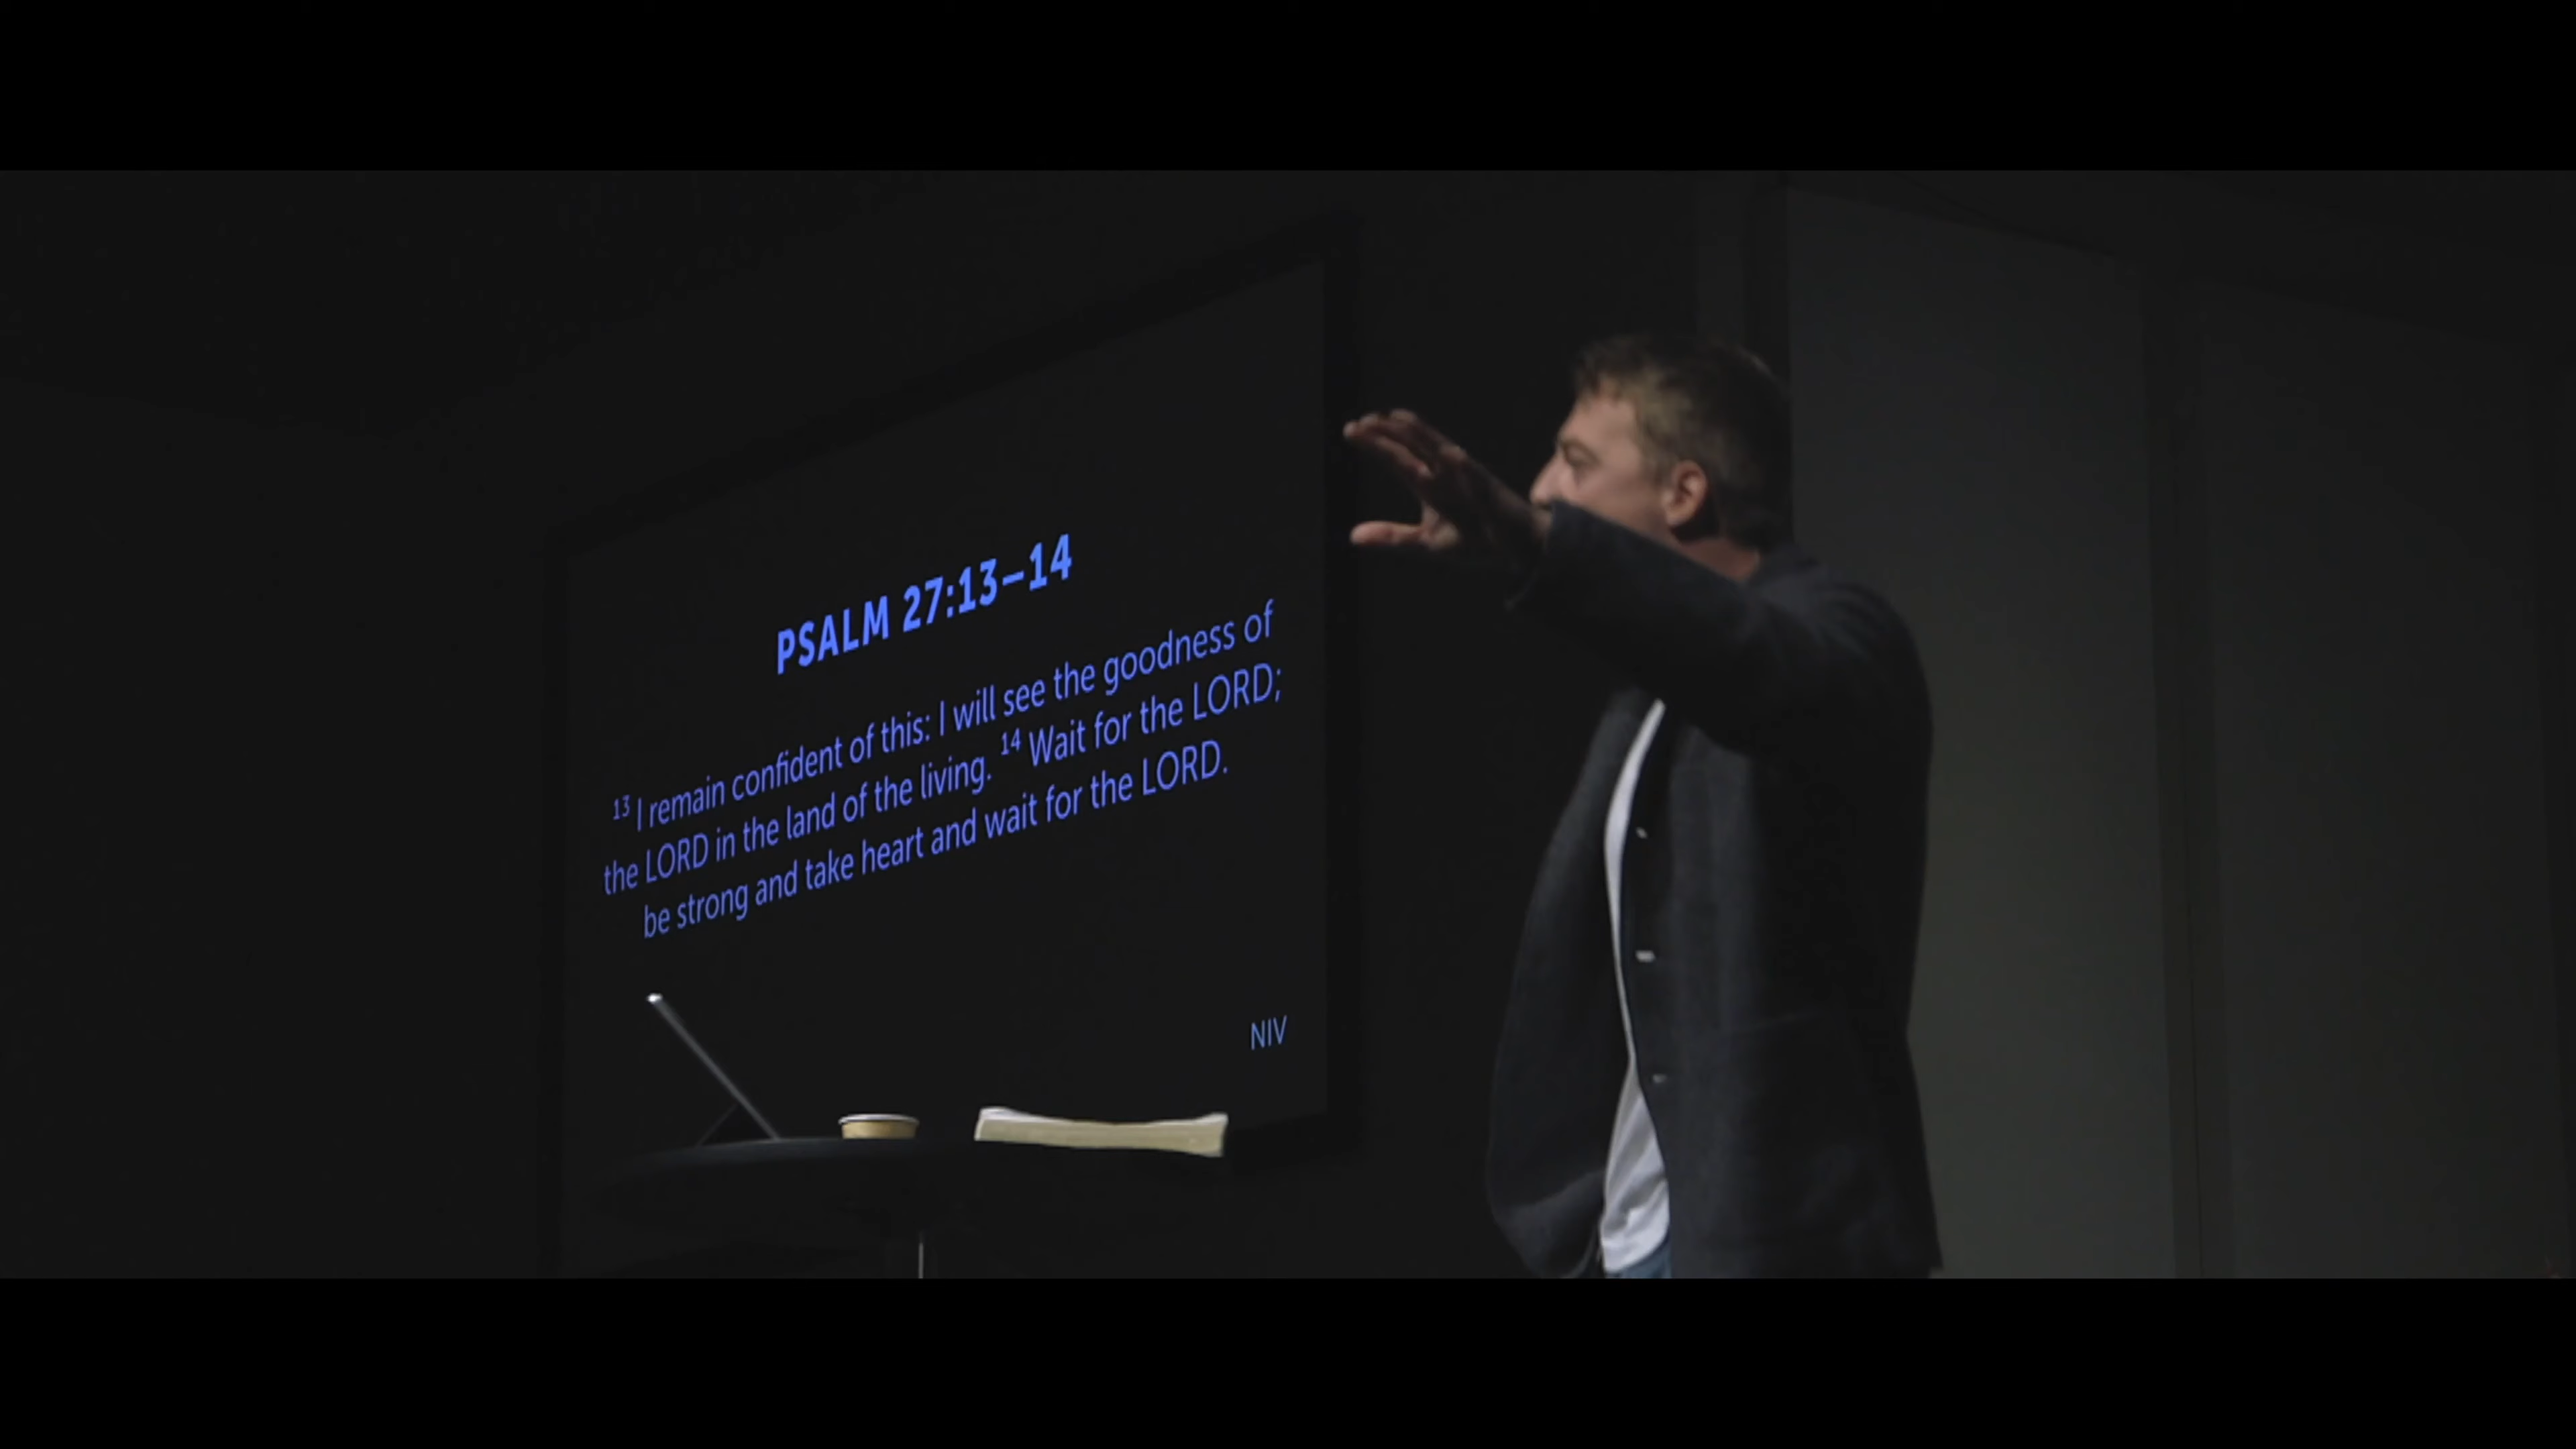 PSALM 27:13–14
13 I remain confident of this: I will see the goodness of
the LORD in the land of the living. 14 Wait for the LORD;
be strong and take heart and wait for the LORD.
NIV